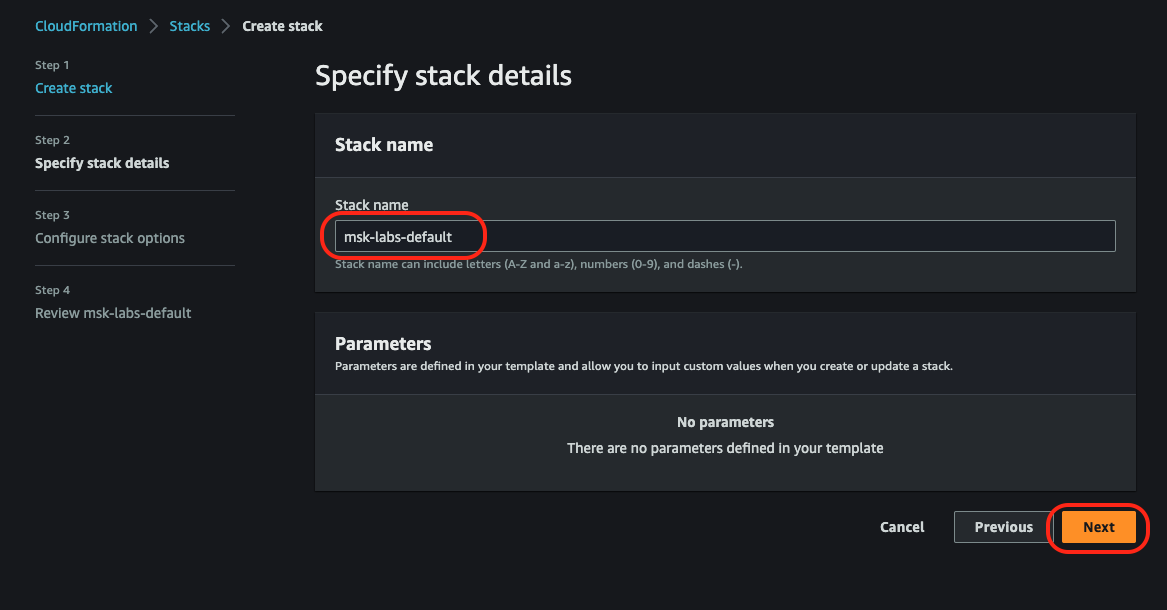 CloudFormation > Stacks > Create stack
Step 1
Create stack
Step 2
Specify stack details
Step 3
Configure stack options
Step 4
Review msk-labs-default
Specify stack details
Stack name
Stack name
msk-labs-default
Stack name can include letters (A-Z and a-z), numbers (0-9), and dashes (-).
Parameters
Parameters are defined in your template and allow you to input custom values when you create or update a stack.
No parameters
There are no parameters defined in your template
Cancel Previous Next